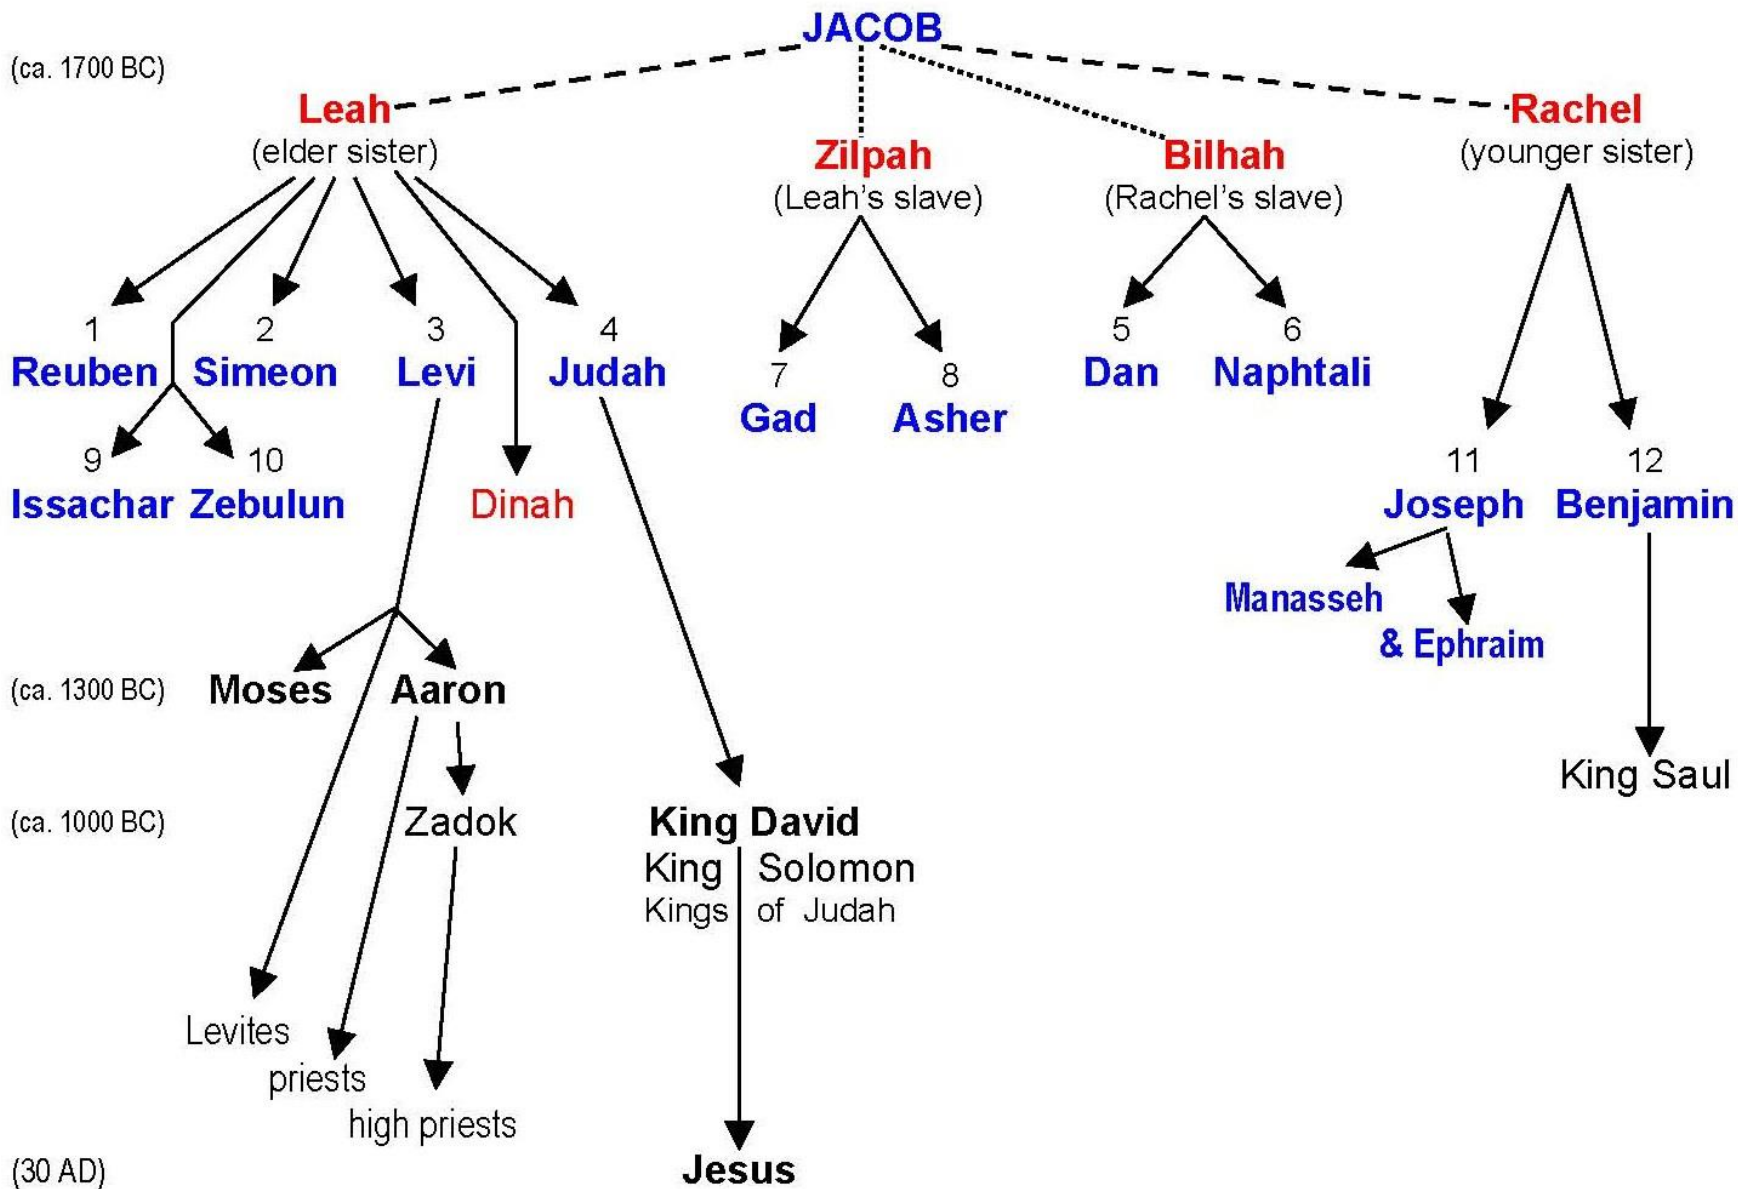 JACOB
(ca. 1700 BC)
Leah
(elder sister)
Zilpah
(Leah's slave)
Bilhah
(Rachel's slave)
Rachel
(younger sister)
1
Reuben
2
Simeon
3
Levi
4
Judah
7
Gad
8
Asher
5
Dan
6
Naphtali
9
Issachar
10
Zebulun
Dinah
11
Joseph
12
Benjamin
Manasseh
& Ephraim
(ca. 1300 BC)
Moses
Aaron
King Saul
(ca. 1000 BC)
Zadok
King David
King Solomon
Kings of Judah
Levites
priests
high priests
(30 AD)
Jesus